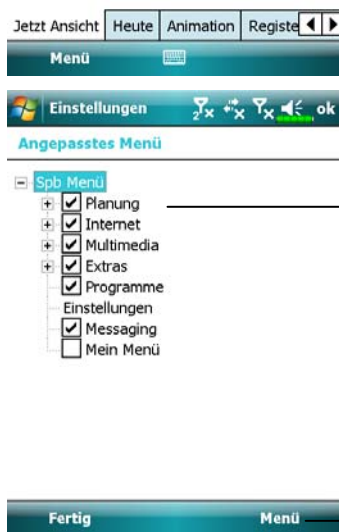 Jetzt Ansicht Heute Animation Registe
Menü
Einstellungen 2 ok
Angepasstes Menü
Spb Menü
Planung
Internet
Multimedia
Extras
Programme
Einstellungen
Messaging
Mein Menü
Fertig Menü